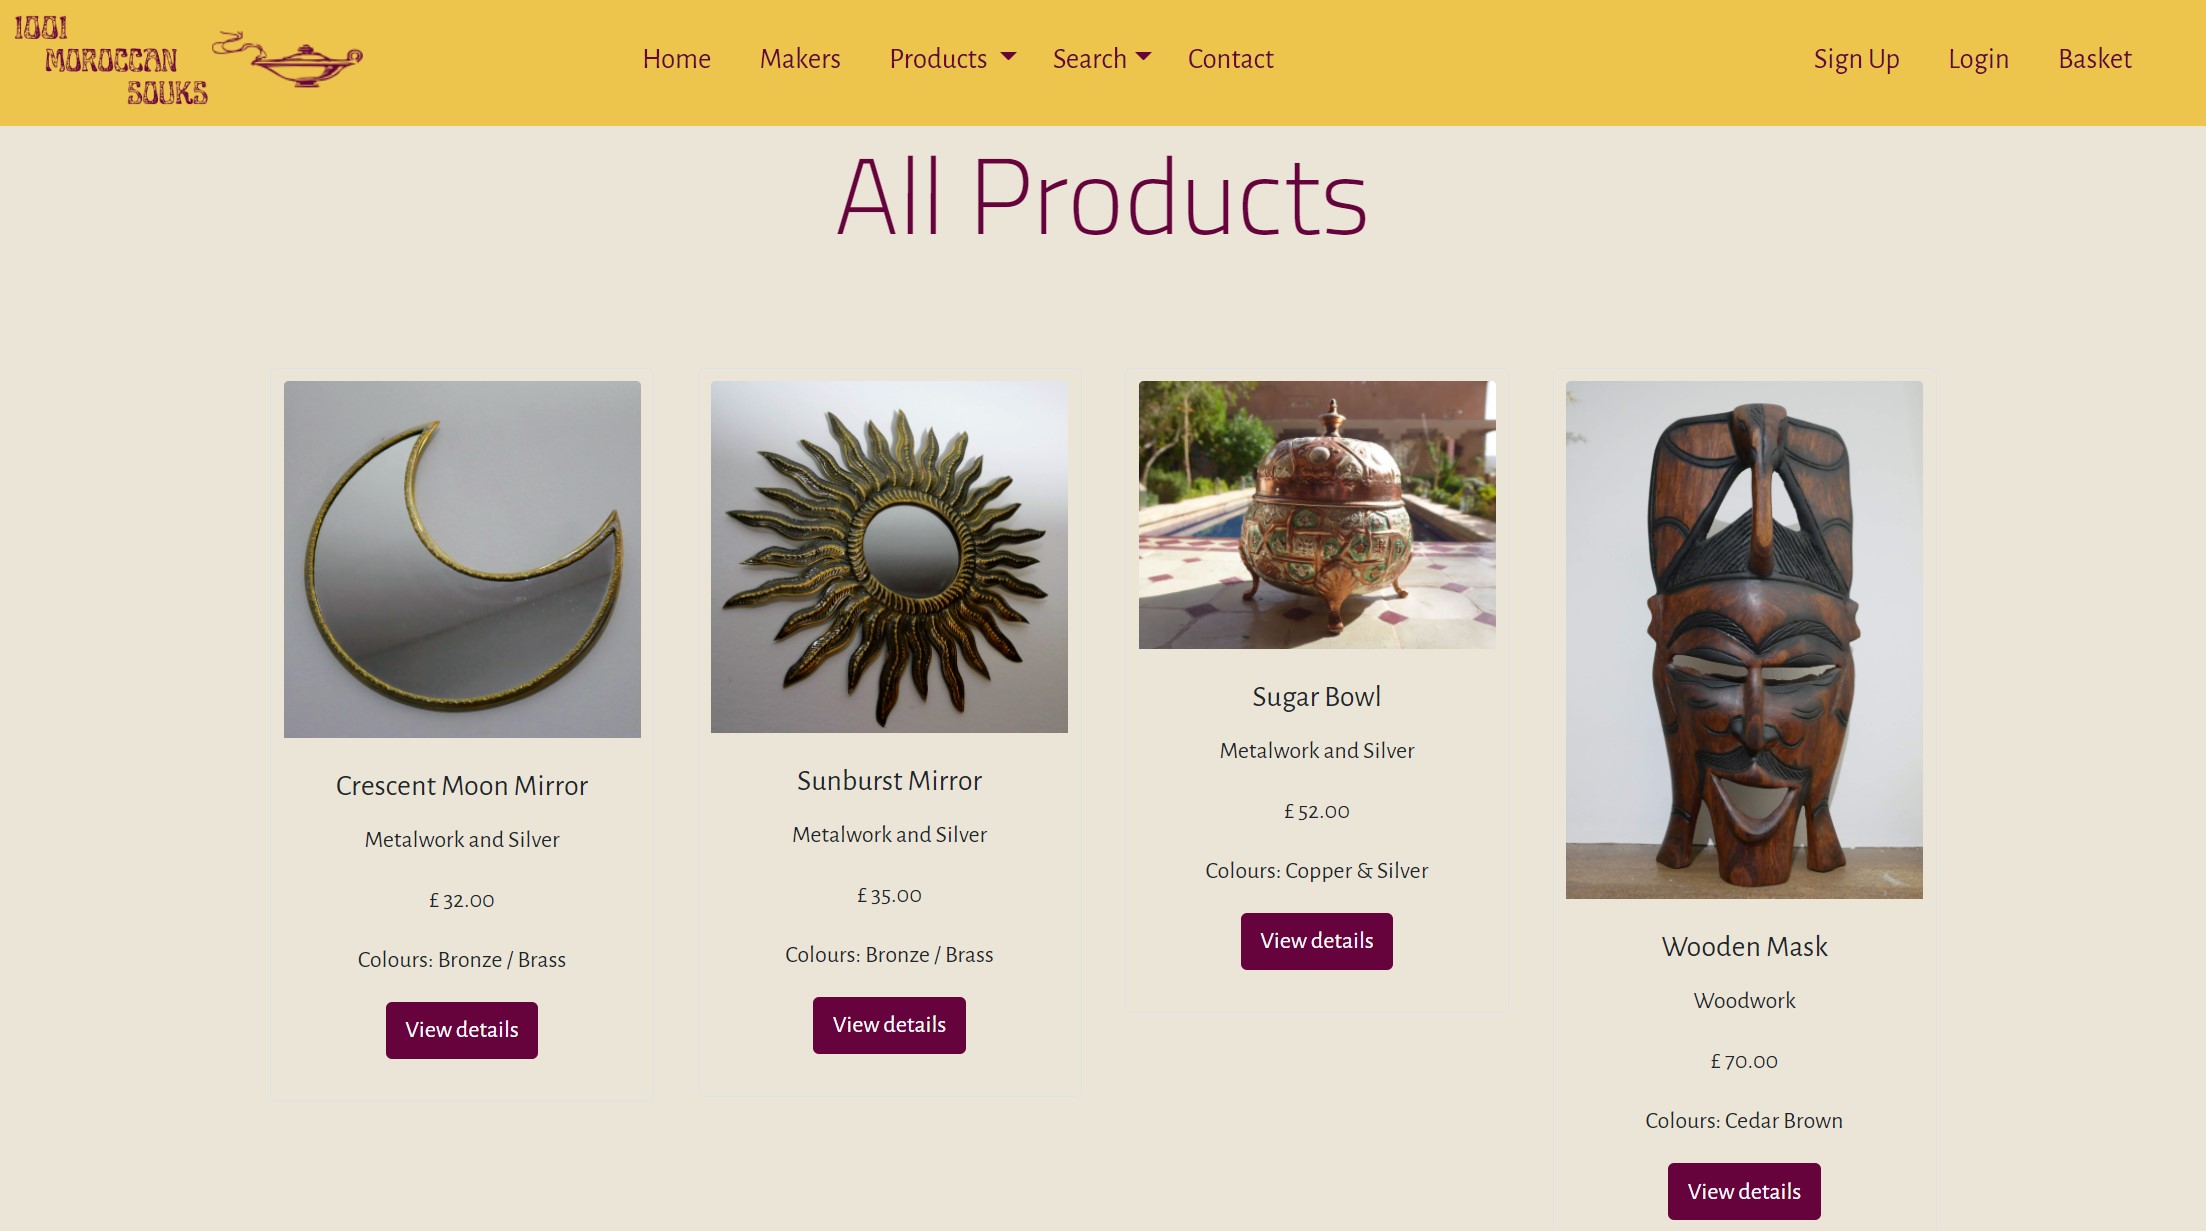 1001
MOROCCAN
SOUKS
Home Makers Products Search Contact
Sign Up Login Basket
All Products
Crescent Moon Mirror
Metalwork and Silver
£ 32.00
Colours: Bronze / Brass
View details
Sunburst Mirror
Metalwork and Silver
£ 35.00
Colours: Bronze / Brass
View details
Sugar Bowl
Metalwork and Silver
£ 52.00
Colours: Copper & Silver
View details
Wooden Mask
Woodwork
£ 70.00
Colours: Cedar Brown
View details